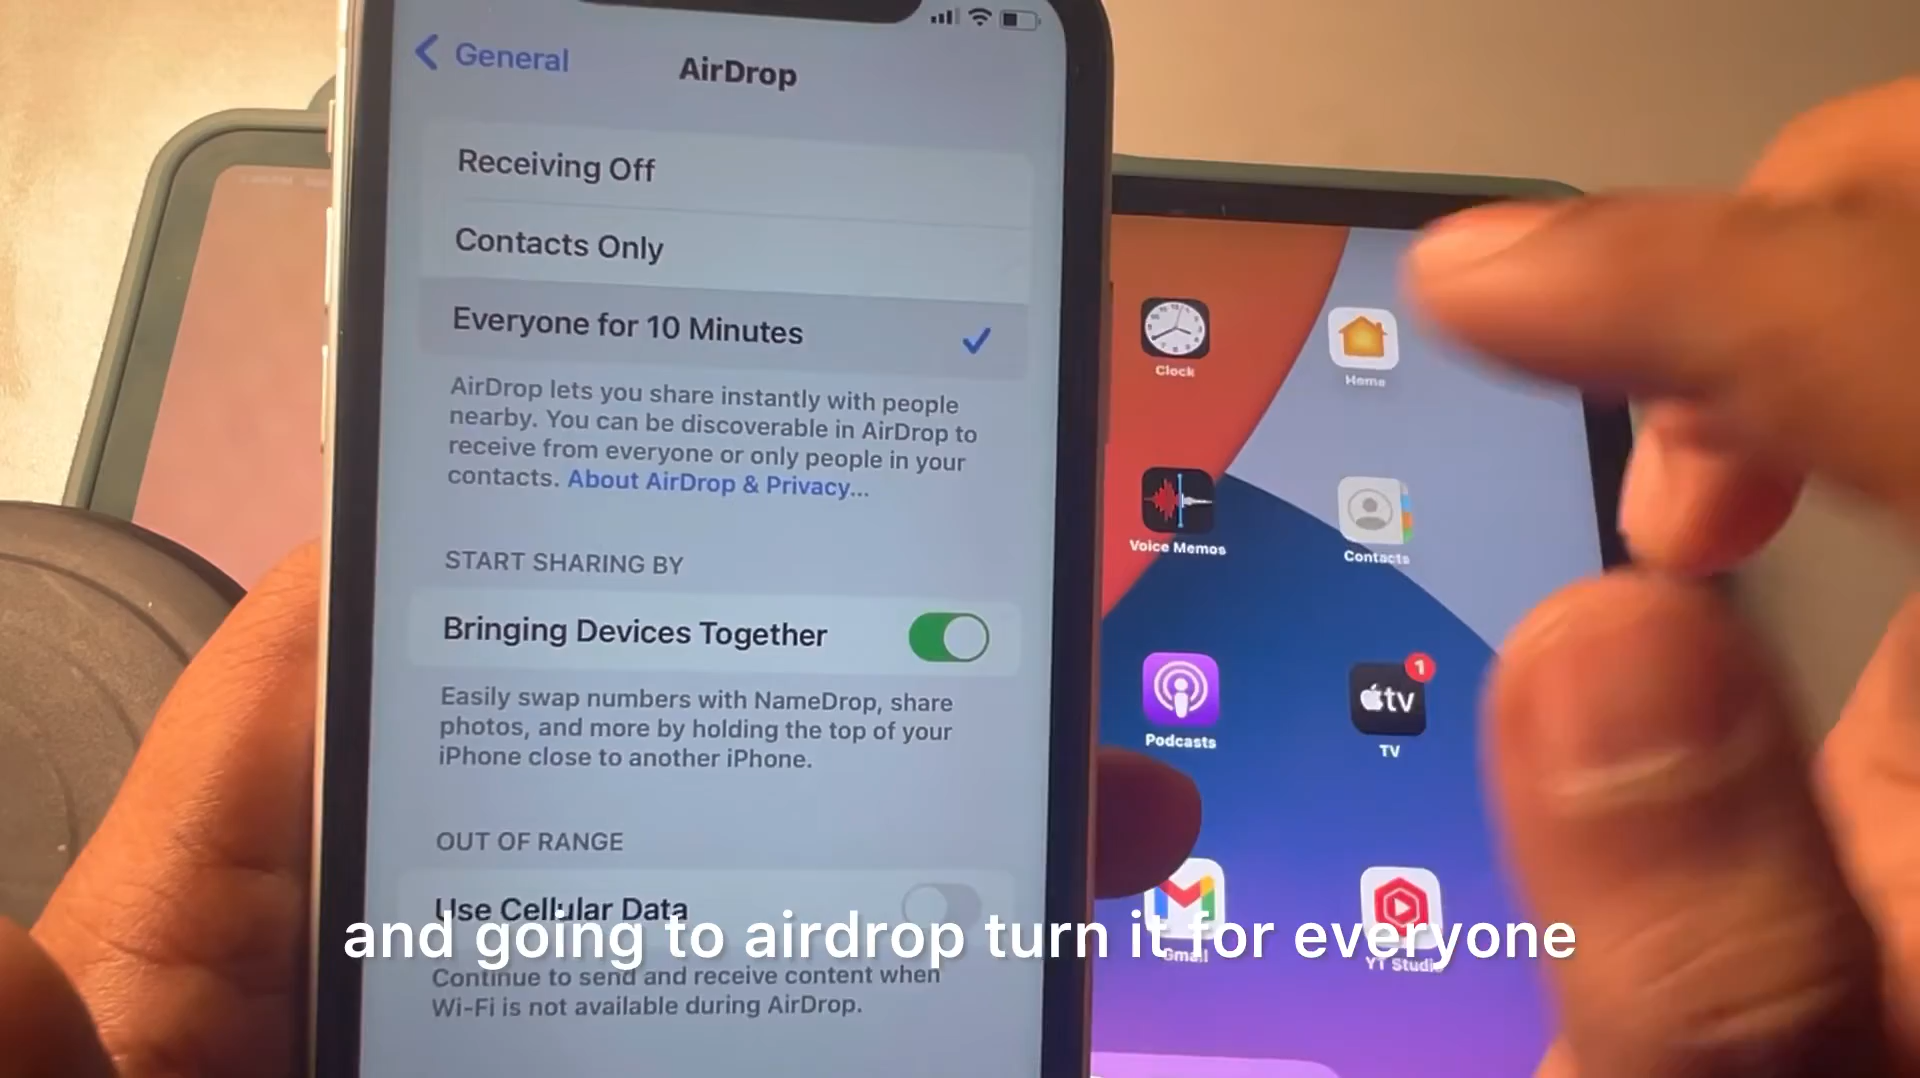 General
AirDrop
Receiving Off
Contacts Only
Everyone for 10 Minutes
AirDrop lets you share instantly with people
nearby. You can be discoverable in AirDrop to
receive from everyone or only people in your
contacts. About AirDrop & Privacy...
START SHARING BY
Bringing Devices Together
Easily swap numbers with NameDrop, share
photos, and more by holding the top of your
iPhone close to another iPhone.
OUT OF RANGE
Use Cellular Data
Continue to send and receive content when
Wi-Fi is not available during AirDrop.
Clock
Home
Voice Memos
Contacts
Podcasts
1
tv
TV
Gmail
YT Studio
and going to airdrop turn it for everyone